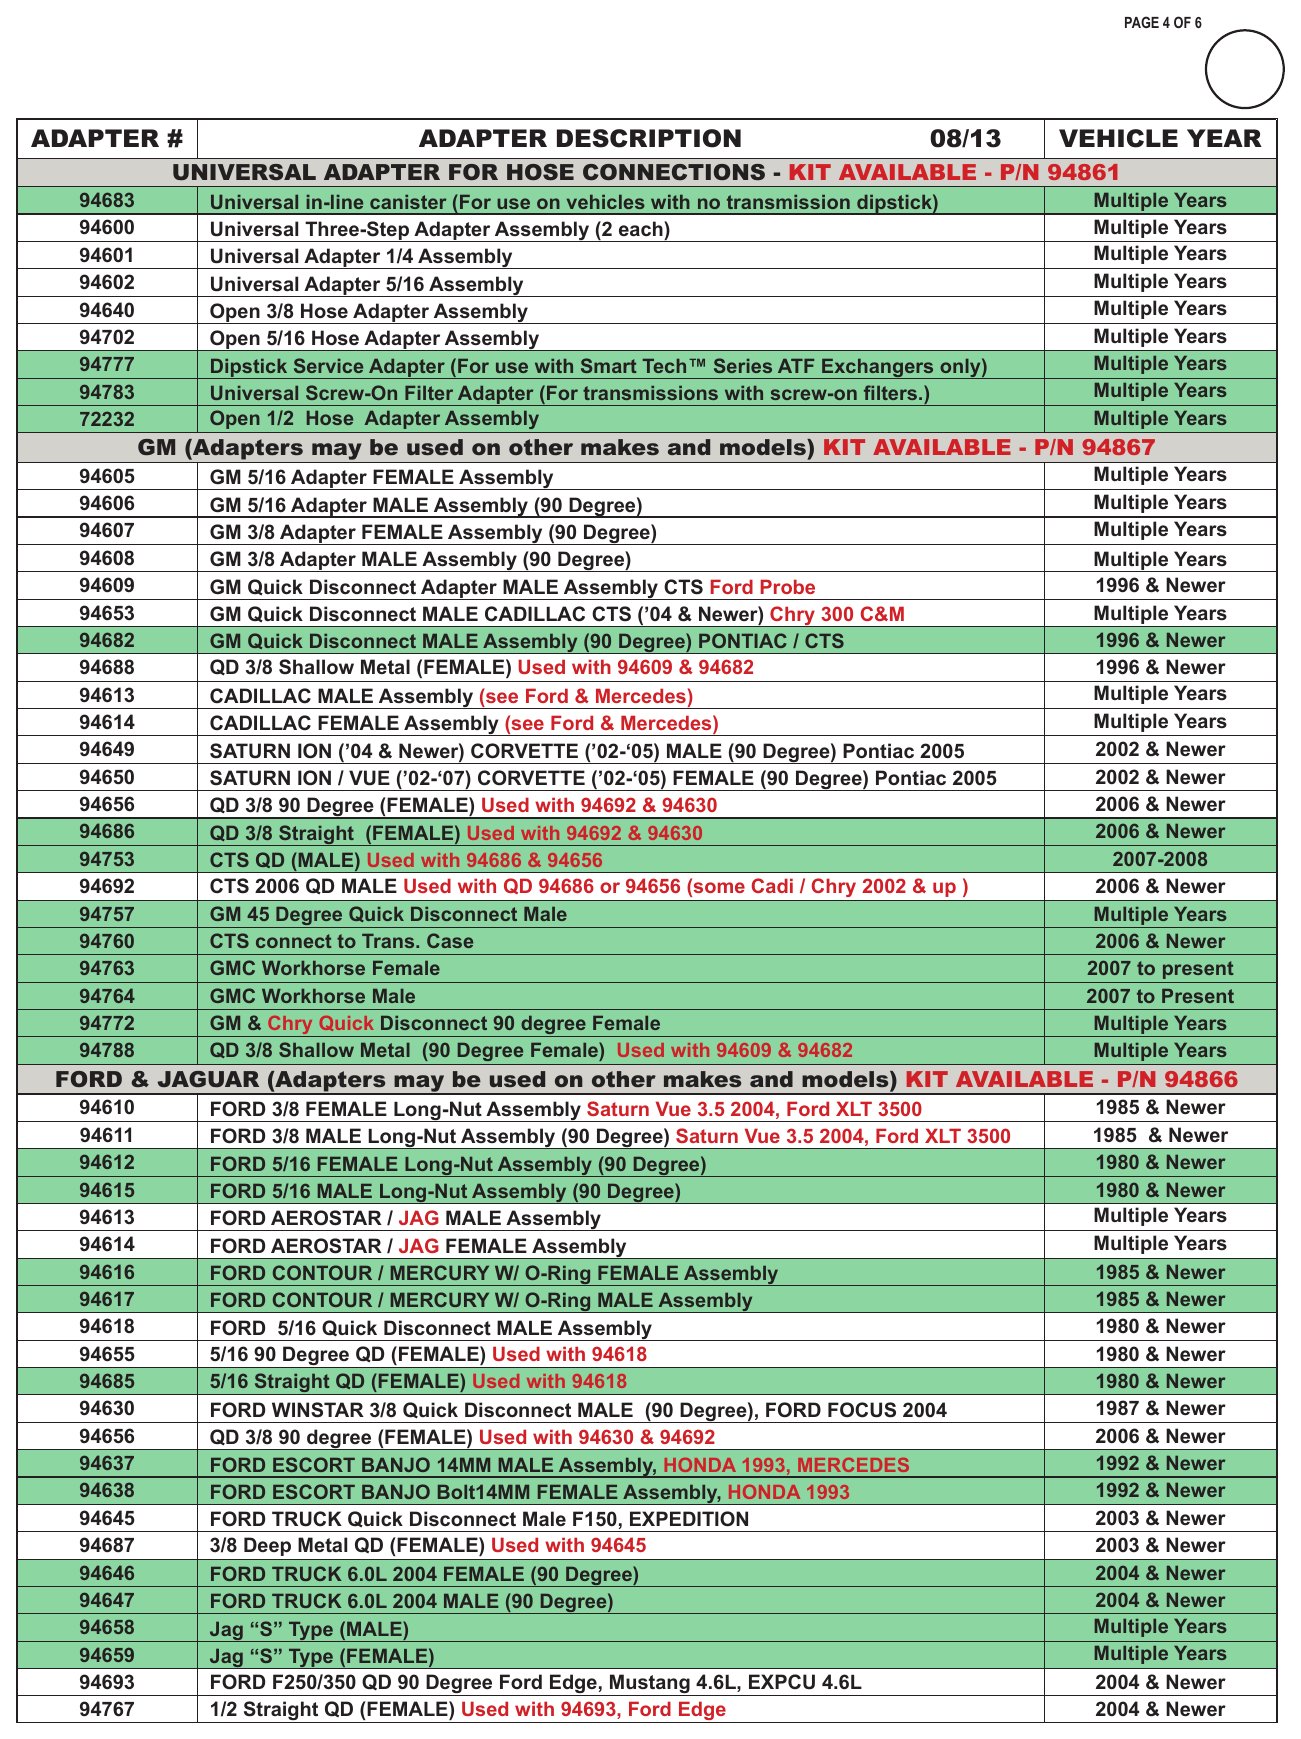 PAGE 4 OF 6
ADAPTER # ADAPTER DESCRIPTION 08/13 VEHICLE YEAR
UNIVERSAL ADAPTER FOR HOSE CONNECTIONS - KIT AVAILABLE - P/N 94861
94683 Universal in-line canister (For use on vehicles with no transmission dipstick) Multiple Years
94600 Universal Three-Step Adapter Assembly (2 each) Multiple Years
94601 Universal Adapter 1/4 Assembly Multiple Years
94602 Universal Adapter 5/16 Assembly Multiple Years
94640 Open 3/8 Hose Adapter Assembly Multiple Years
94702 Open 5/16 Hose Adapter Assembly Multiple Years
94777 Dipstick Service Adapter (For use with Smart Tech™ Series ATF Exchangers only) Multiple Years
94783 Universal Screw-On Filter Adapter (For transmissions with screw-on filters.) Multiple Years
72232 Open 1/2 Hose Adapter Assembly Multiple Years
GM (Adapters may be used on other makes and models) KIT AVAILABLE - P/N 94867
94605 GM 5/16 Adapter FEMALE Assembly Multiple Years
94606 GM 5/16 Adapter MALE Assembly (90 Degree) Multiple Years
94607 GM 3/8 Adapter FEMALE Assembly (90 Degree) Multiple Years
94608 GM 3/8 Adapter MALE Assembly (90 Degree) Multiple Years
94609 GM Quick Disconnect Adapter MALE Assembly CTS Ford Probe 1996 & Newer
94653 GM Quick Disconnect MALE CADILLAC CTS (’04 & Newer) Chry 300 C&M Multiple Years
94682 GM Quick Disconnect MALE Assembly (90 Degree) PONTIAC / CTS 1996 & Newer
94688 QD 3/8 Shallow Metal (FEMALE) Used with 94609 & 94682 1996 & Newer
94613 CADILLAC MALE Assembly (see Ford & Mercedes) Multiple Years
94614 CADILLAC FEMALE Assembly (see Ford & Mercedes) Multiple Years
94649 SATURN ION (’04 & Newer) CORVETTE (’02-‘05) MALE (90 Degree) Pontiac 2005 2002 & Newer
94650 SATURN ION / VUE (’02-‘07) CORVETTE (’02-‘05) FEMALE (90 Degree) Pontiac 2005 2002 & Newer
94656 QD 3/8 90 Degree (FEMALE) Used with 94692 & 94630 2006 & Newer
94686 QD 3/8 Straight (FEMALE) Used with 94692 & 94630 2006 & Newer
94753 CTS QD (MALE) Used with 94686 & 94656 2007-2008
94692 CTS 2006 QD MALE Used with QD 94686 or 94656 (some Cadi / Chry 2002 & up ) 2006 & Newer
94757 GM 45 Degree Quick Disconnect Male Multiple Years
94760 CTS connect to Trans. Case 2006 & Newer
94763 GMC Workhorse Female 2007 to present
94764 GMC Workhorse Male 2007 to Present
94772 GM & Chry Quick Disconnect 90 degree Female Multiple Years
94788 QD 3/8 Shallow Metal (90 Degree Female) Used with 94609 & 94682 Multiple Years
FORD & JAGUAR (Adapters may be used on other makes and models) KIT AVAILABLE - P/N 94866
94610 FORD 3/8 FEMALE Long-Nut Assembly Saturn Vue 3.5 2004, Ford XLT 3500 1985 & Newer
94611 FORD 3/8 MALE Long-Nut Assembly (90 Degree) Saturn Vue 3.5 2004, Ford XLT 3500 1985 & Newer
94612 FORD 5/16 FEMALE Long-Nut Assembly (90 Degree) 1980 & Newer
94615 FORD 5/16 MALE Long-Nut Assembly (90 Degree) 1980 & Newer
94613 FORD AEROSTAR / JAG MALE Assembly Multiple Years
94614 FORD AEROSTAR / JAG FEMALE Assembly Multiple Years
94616 FORD CONTOUR / MERCURY W/ O-Ring FEMALE Assembly 1985 & Newer
94617 FORD CONTOUR / MERCURY W/ O-Ring MALE Assembly 1985 & Newer
94618 FORD 5/16 Quick Disconnect MALE Assembly 1980 & Newer
94655 5/16 90 Degree QD (FEMALE) Used with 94618 1980 & Newer
94685 5/16 Straight QD (FEMALE) Used with 94618 1980 & Newer
94630 FORD WINSTAR 3/8 Quick Disconnect MALE (90 Degree), FORD FOCUS 2004 1987 & Newer
94656 QD 3/8 90 degree (FEMALE) Used with 94630 & 94692 2006 & Newer
94637 FORD ESCORT BANJO 14MM MALE Assembly, HONDA 1993, MERCEDES 1992 & Newer
94638 FORD ESCORT BANJO Bolt14MM FEMALE Assembly, HONDA 1993 1992 & Newer
94645 FORD TRUCK Quick Disconnect Male F150, EXPEDITION 2003 & Newer
94687 3/8 Deep Metal QD (FEMALE) Used with 94645 2003 & Newer
94646 FORD TRUCK 6.0L 2004 FEMALE (90 Degree) 2004 & Newer
94647 FORD TRUCK 6.0L 2004 MALE (90 Degree) 2004 & Newer
94658 Jag “S” Type (MALE) Multiple Years
94659 Jag “S” Type (FEMALE) Multiple Years
94693 FORD F250/350 QD 90 Degree Ford Edge, Mustang 4.6L, EXPCU 4.6L 2004 & Newer
94767 1/2 Straight QD (FEMALE) Used with 94693, Ford Edge 2004 & Newer